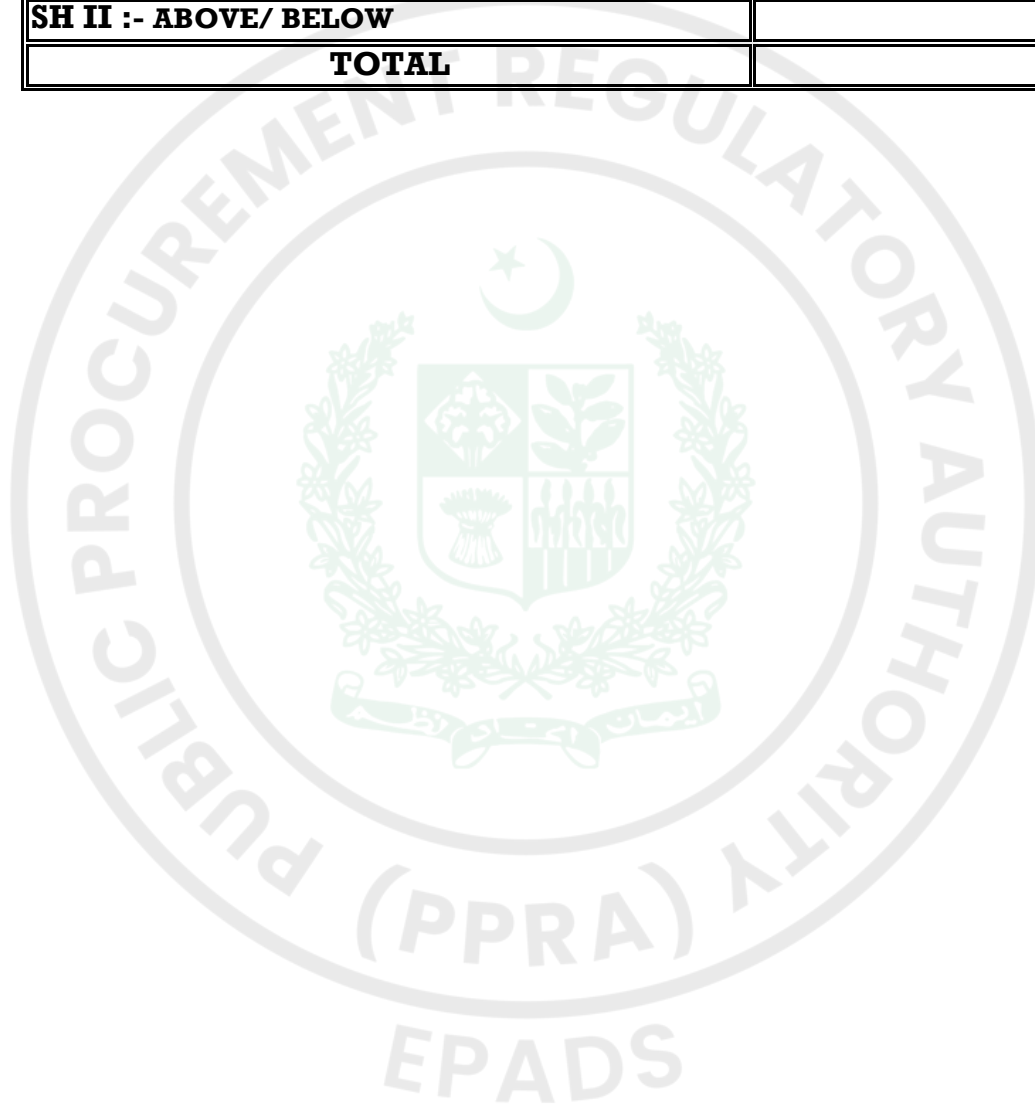 SH II :- ABOVE/ BELOW
TOTAL
PUBLIC PROCUREMENT REGULATORY AUTHORITY
(PPRA)
EPADS